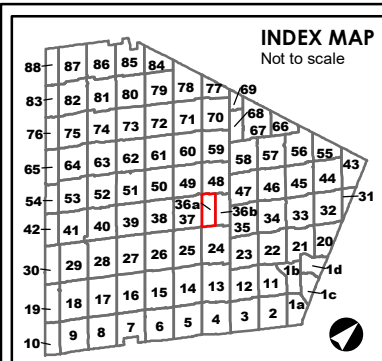 INDEX MAP
Not to scale
88 87 86 85 84
83 82 81 80 79 78 77 69
76 75 74 73 72 71 70 68 67 66
65 64 63 62 61 60 59 58 57 56 55 43
54 53 52 51 50 49 48 47 46 45 44 31
42 41 40 39 38 37 36a 36b 35 34 33 32
30 29 28 27 26 25 24 23 22 21 20
19 18 17 16 15 14 13 12 11 1b 1d
10 9 8 7 6 5 4 3 2 1a 1c